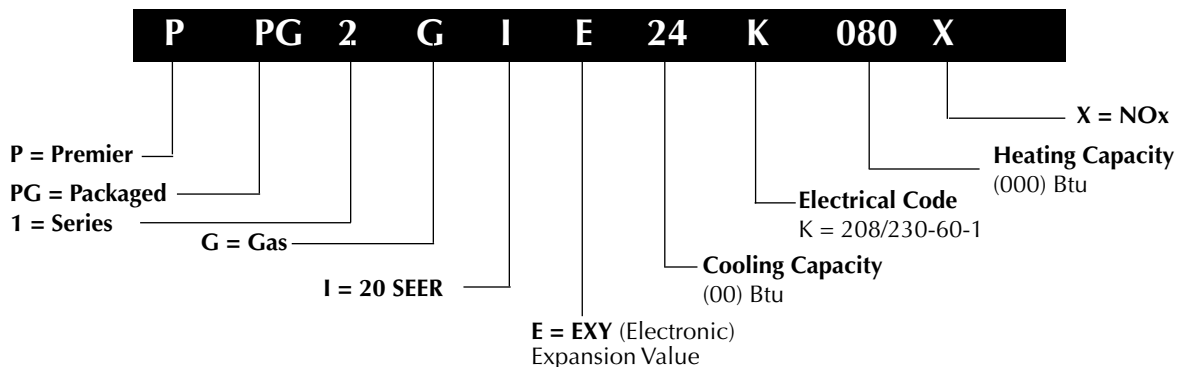 P PG 2 G I E 24 K 080 X
X = NOx
P = Premier
Heating Capacity
(000) Btu
PG = Packaged
Electrical Code
K = 208/230-60-1
1 = Series
G = Gas
Cooling Capacity
(00) Btu
I = 20 SEER
E = EXY (Electronic)
Expansion Value